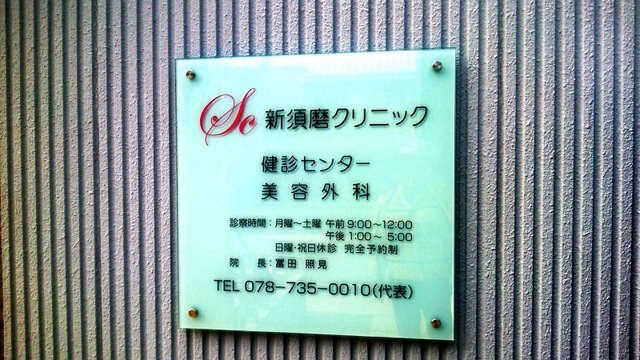 Sc 新須磨クリニック
健診センター
美容外科
診察時間：月曜～土曜 午前 9:00～12:00
午後 1:00～ 5:00
日曜・祝日休診 完全予約制
院 長：冨田 照見
TEL 078-735-0010(代表)